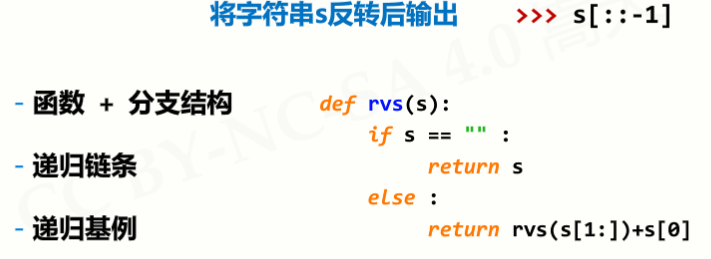 将字符串s反转后输出 >>> s[::-1]
- 函数 + 分支结构
- 递归链条
- 递归基例
def rvs(s):
    if s == "" :
        return s
    else :
        return rvs(s[1:])+s[0]
CC BY-NC-SA 4.0